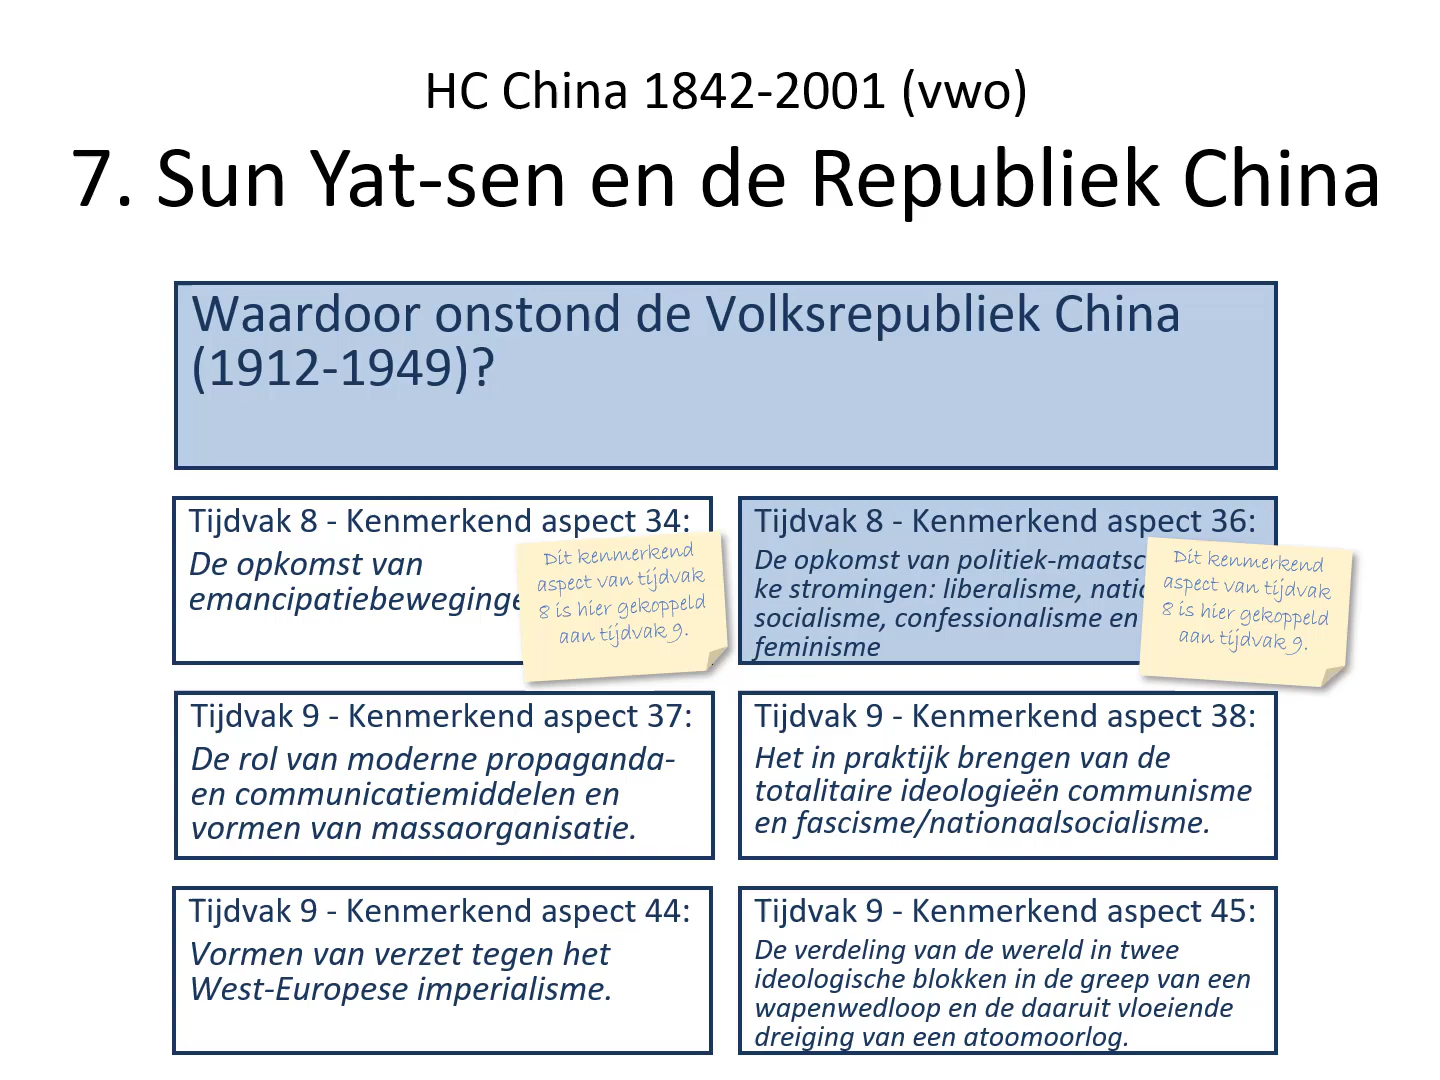 HC China 1842-2001 (vwo)
7. Sun Yat-sen en de Republiek China
Waardoor onstond de Volksrepubliek China
(1912-1949)?
Tijdvak 8 - Kenmerkend aspect 34:
De opkomst van
emancipatiebeweginge
Dit kenmerkend
aspect van tijdvak
8 is hier gekoppeld
aan tijdvak 9.
Tijdvak 8 - Kenmerkend aspect 36:
De opkomst van politiek-maatsc
ke stromingen: liberalisme, natio
socialisme, confessionalisme en
feminisme
Dit kenmerkend
aspect van tijdvak
8 is hier gekoppeld
aan tijdvak 9.
Tijdvak 9 - Kenmerkend aspect 37:
De rol van moderne propaganda-
en communicatiemiddelen en
vormen van massaorganisatie.
Tijdvak 9 - Kenmerkend aspect 38:
Het in praktijk brengen van de
totalitaire ideologieën communisme
en fascisme/nationaalsocialisme.
Tijdvak 9 - Kenmerkend aspect 44:
Vormen van verzet tegen het
West-Europese imperialisme.
Tijdvak 9 - Kenmerkend aspect 45:
De verdeling van de wereld in twee
ideologische blokken in de greep van een
wapenwedloop en de daaruit vloeiende
dreiging van een atoomoorlog.